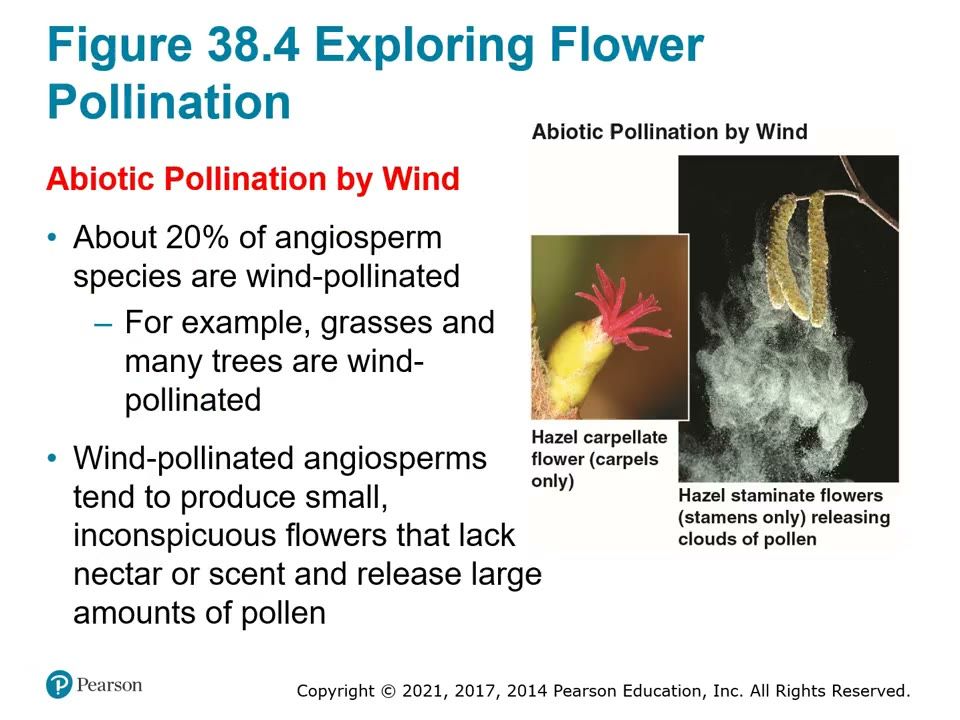 Figure 38.4 Exploring Flower
Pollination
Abiotic Pollination by Wind
• About 20% of angiosperm
species are wind-pollinated
– For example, grasses and
many trees are wind-
pollinated
• Wind-pollinated angiosperms
tend to produce small,
inconspicuous flowers that lack
nectar or scent and release large
amounts of pollen
Abiotic Pollination by Wind
Hazel carpellate
flower (carpels
only)
Hazel staminate flowers
(stamens only) releasing
clouds of pollen
P Pearson
Copyright © 2021, 2017, 2014 Pearson Education, Inc. All Rights Reserved.